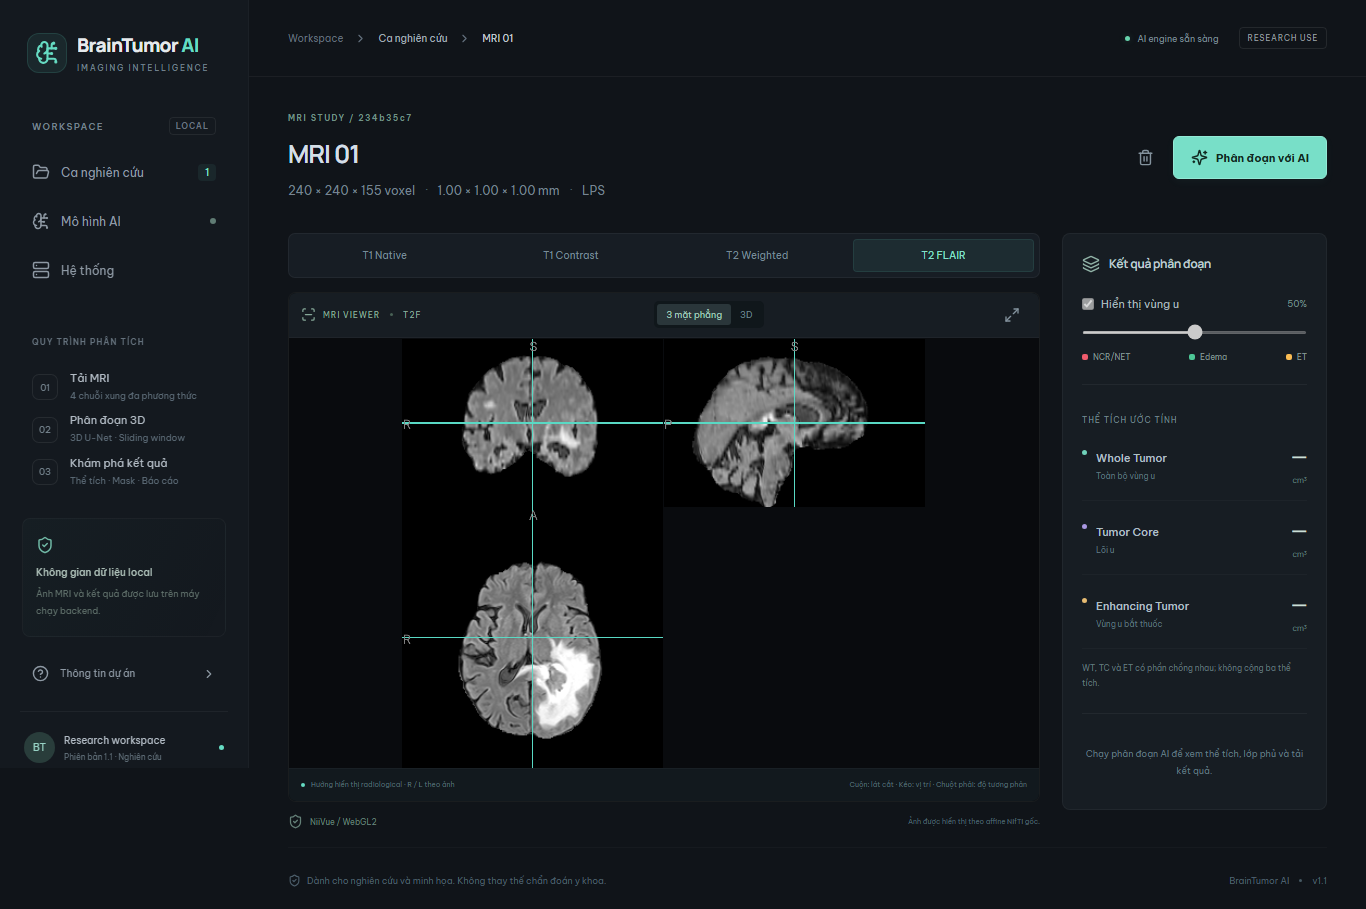 BrainTumor AI
IMAGING INTELLIGENCE
WORKSPACE LOCAL
Ca nghiên cứu 1
Mô hình AI
Hệ thống
QUY TRÌNH PHÂN TÍCH
01 Tải MRI
4 chuỗi xung đa phương thức
02 Phân đoạn 3D
3D U-Net · Sliding window
03 Khám phá kết quả
Thể tích · Mask · Báo cáo
Không gian dữ liệu local
Ảnh MRI và kết quả được lưu trên máy
chạy backend.
Thông tin dự án
BT Research workspace
Phiên bản 1.1 · Nghiên cứu
Workspace > Ca nghiên cứu > MRI 01
AI engine sẵn sàng RESEARCH USE
MRI STUDY / 234b35c7
MRI 01
240 × 240 × 155 voxel · 1.00 × 1.00 × 1.00 mm · LPS
Phân đoạn với AI
T1 Native T1 Contrast T2 Weighted T2 FLAIR
MRI VIEWER • T2F 3 mặt phẳng 3D
S S
R P
A
R
Hướng hiển thị radiological · R / L theo ảnh Cuộn: lát cắt · Kéo: vị trí · Chuột phải: độ tương phản
NiiVue / WebGL2 Ảnh được hiển thị theo affine NIfTI gốc.
Kết quả phân đoạn
Hiển thị vùng u 50%
NCR/NET Edema ET
THỂ TÍCH ƯỚC TÍNH
Whole Tumor —
Toàn bộ vùng u cm³
Tumor Core —
Lõi u cm³
Enhancing Tumor —
Vùng u bắt thuốc cm³
WT, TC và ET có phần chồng nhau; không cộng ba thể
tích.
Chạy phân đoạn AI để xem thể tích, lớp phủ và tải
kết quả.
Dành cho nghiên cứu và minh họa. Không thay thế chẩn đoán y khoa.
BrainTumor AI • v1.1